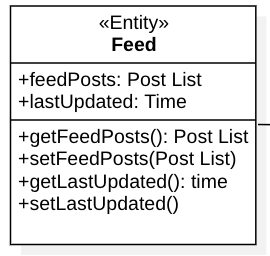 «Entity»
Feed
+feedPosts: Post List
+lastUpdated: Time
+getFeedPosts(): Post List
+setFeedPosts(Post List)
+getLastUpdated(): time
+setLastUpdated()